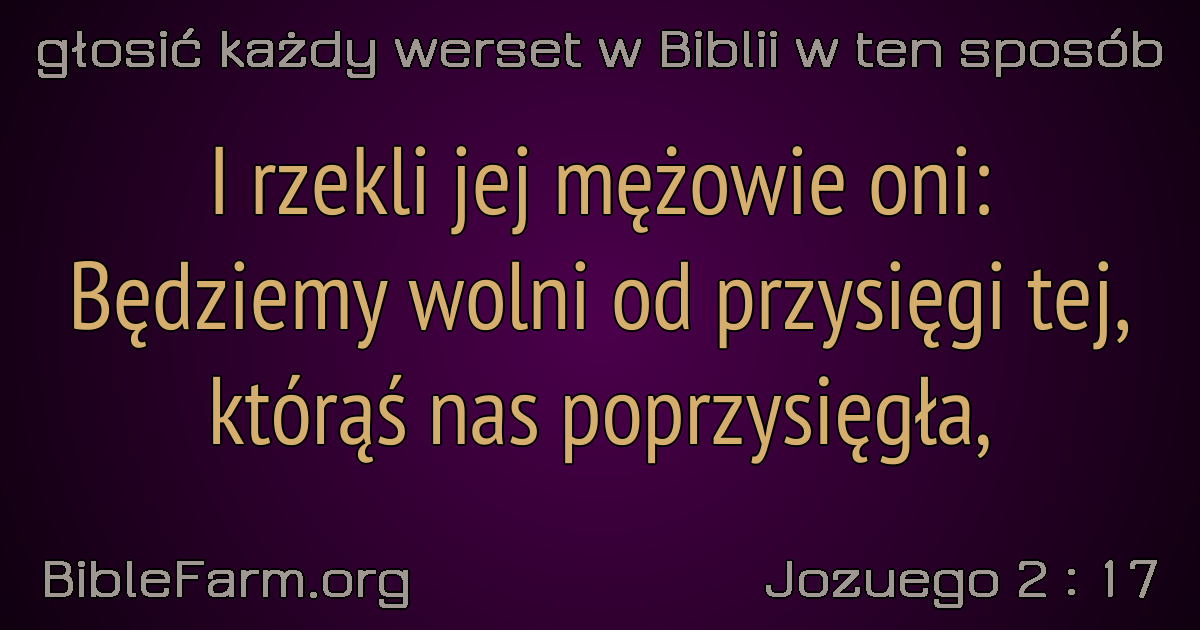 głosić każdy werset w Biblii w ten sposób
I rzekli jej mężowie oni:
Będziemy wolni od przysięgi tej,
którąś nas poprzysięgła,
BibleFarm.org
Jozuego 2 : 17